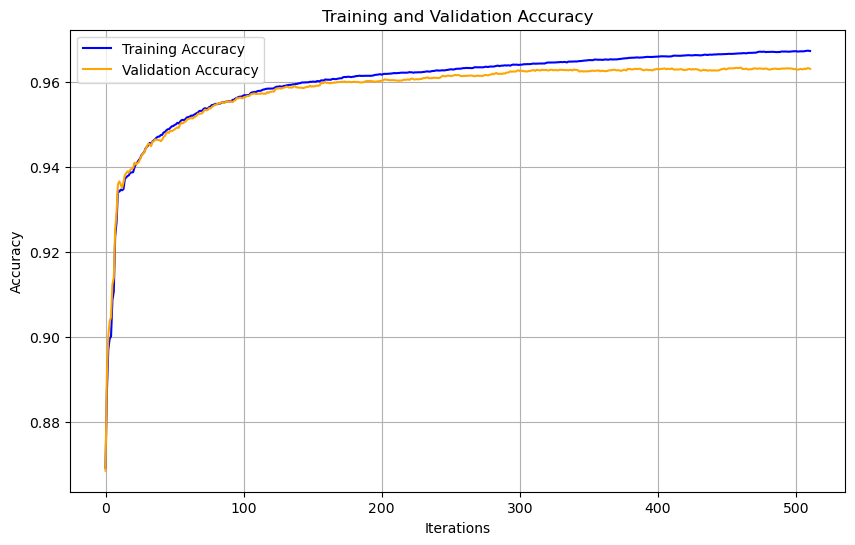 Training and Validation Accuracy
Training Accuracy
Validation Accuracy
Accuracy
0.96
0.94
0.92
0.90
0.88
0
100
200
300
400
500
Iterations